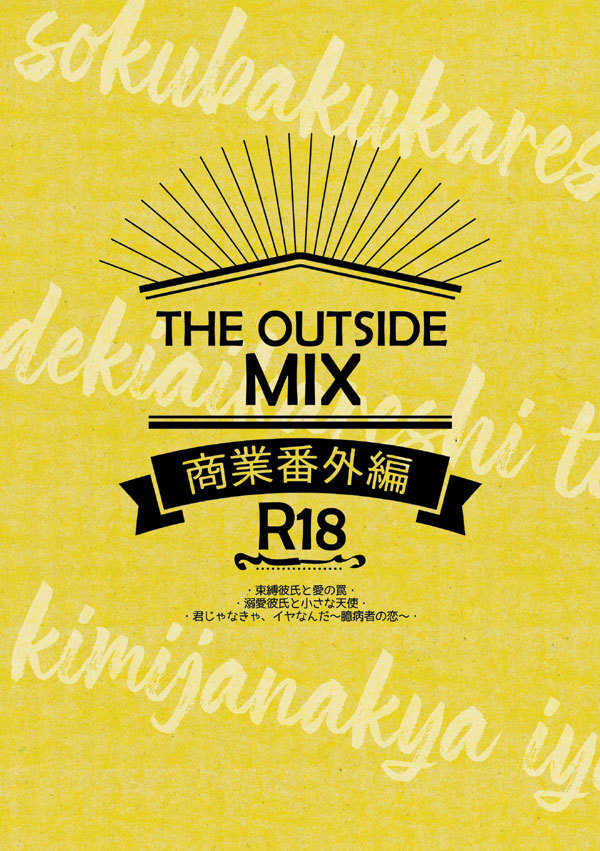 sokubakukares
THE OUTSIDE
MIX
dekiaikareshi to
商業番外編
R18
・束縛彼氏と愛の罠・
・溺愛彼氏と小さな天使・
・君じゃなきゃ、イヤなんだ～臆病者の恋～・
kimijanakya iya